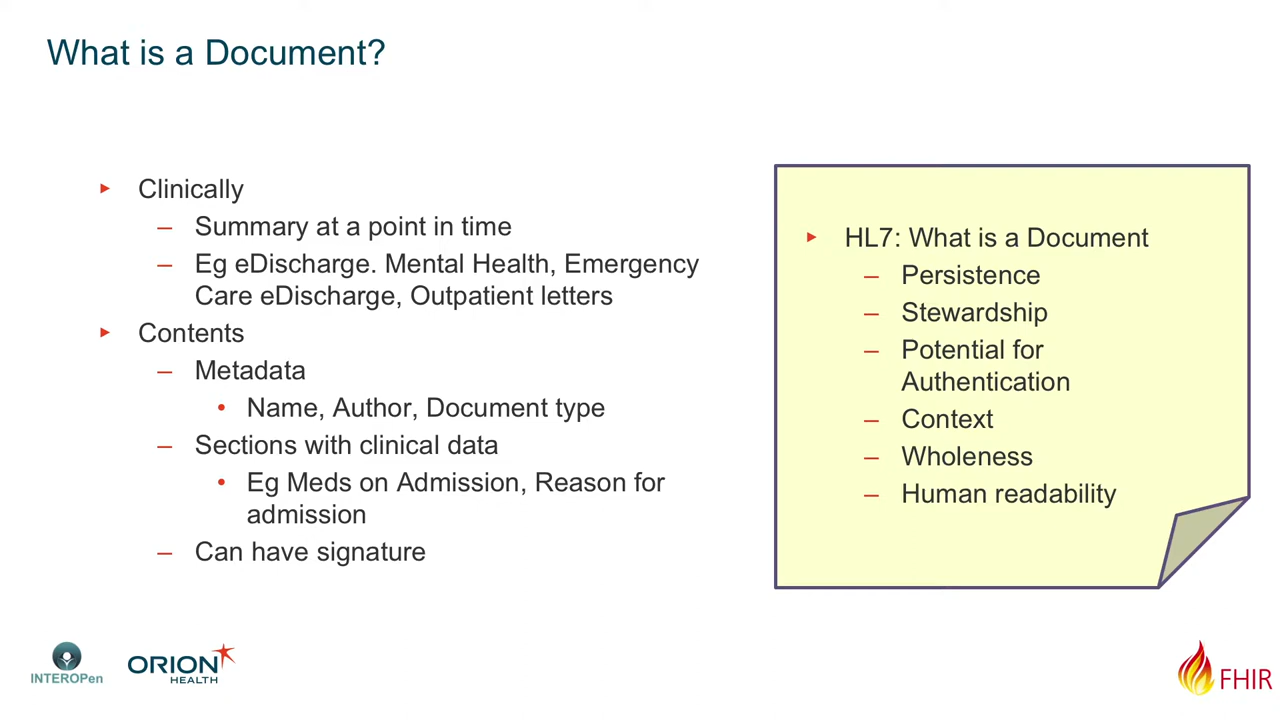 What is a Document?
▸ Clinically
– Summary at a point in time
– Eg eDischarge. Mental Health, Emergency
Care eDischarge, Outpatient letters
▸ Contents
– Metadata
• Name, Author, Document type
– Sections with clinical data
• Eg Meds on Admission, Reason for
admission
– Can have signature
▸ HL7: What is a Document
– Persistence
– Stewardship
– Potential for
Authentication
– Context
– Wholeness
– Human readability
INTEROPen
ORION
HEALTH
FHIR